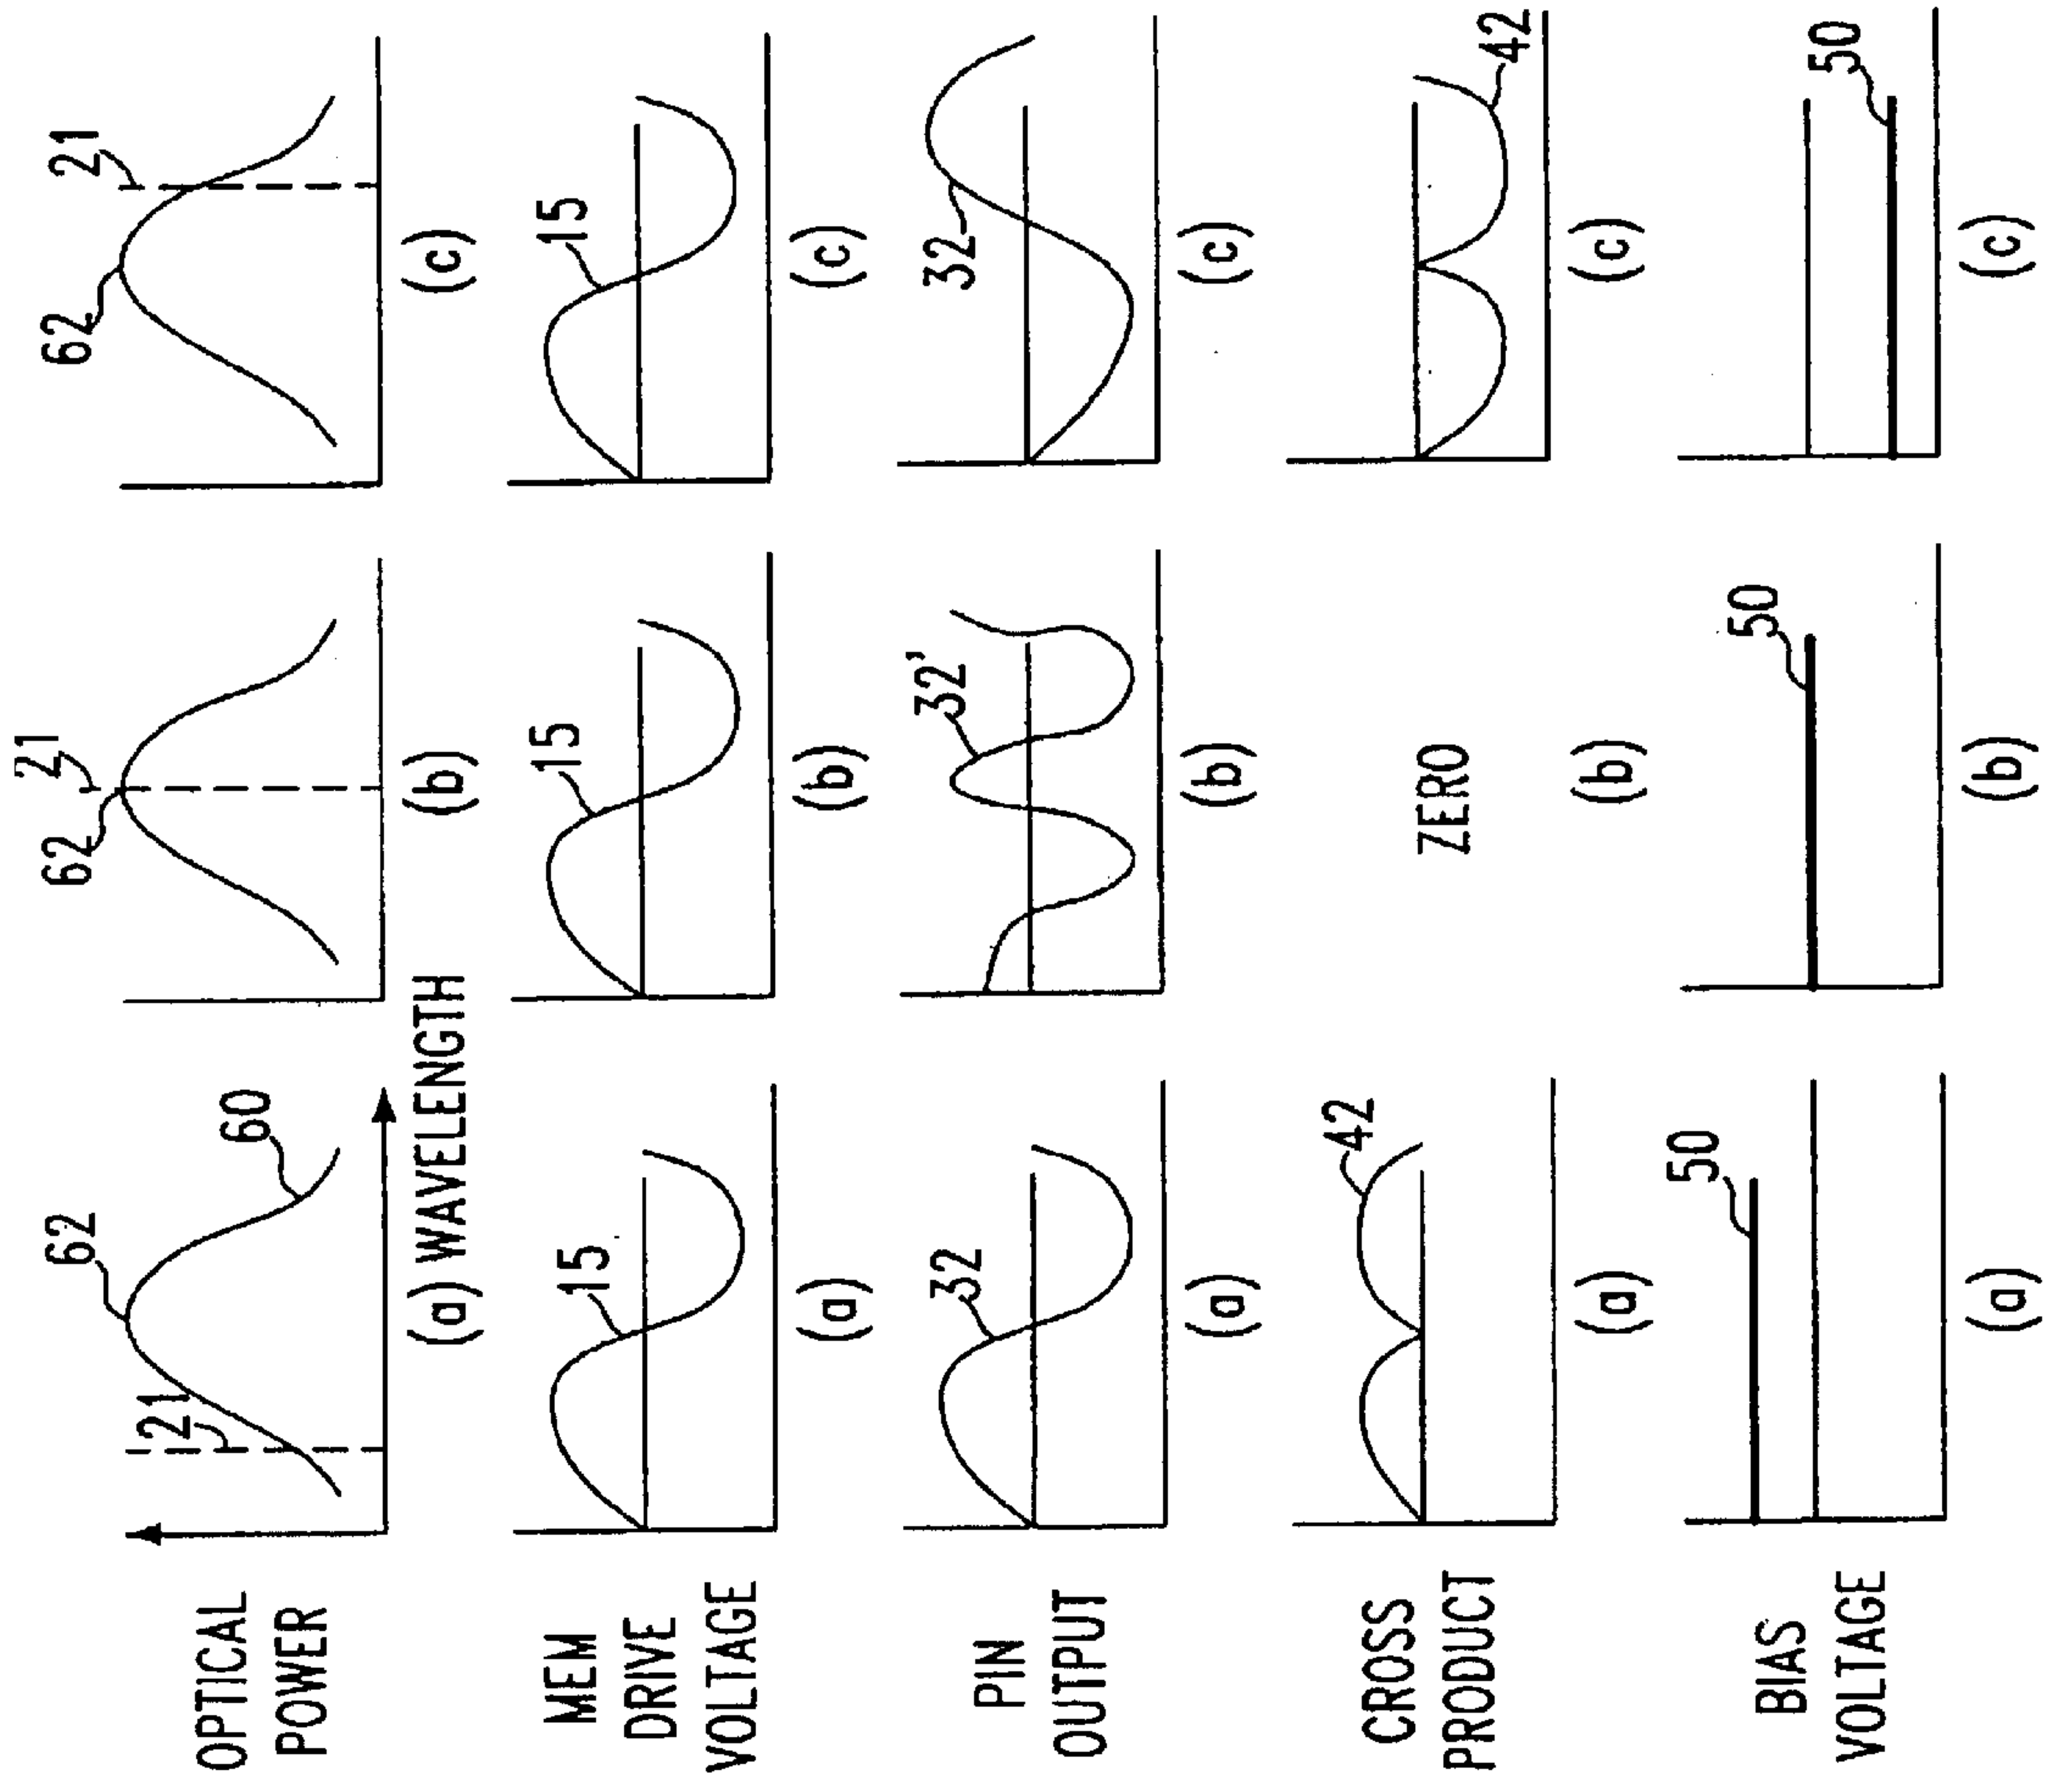 OPTICAL
POWER
21
62
60
(a) WAVELENGTH
62
21
(b)
62
21
(c)
MEM
DRIVE
VOLTAGE
15
(a)
15
(b)
15
(c)
PIN
OUTPUT
32
(a)
32'
(b)
32
(c)
CROSS
PRODUCT
42
(a)
ZERO
(b)
42
(c)
BIAS
VOLTAGE
50
(a)
50
(b)
50
(c)